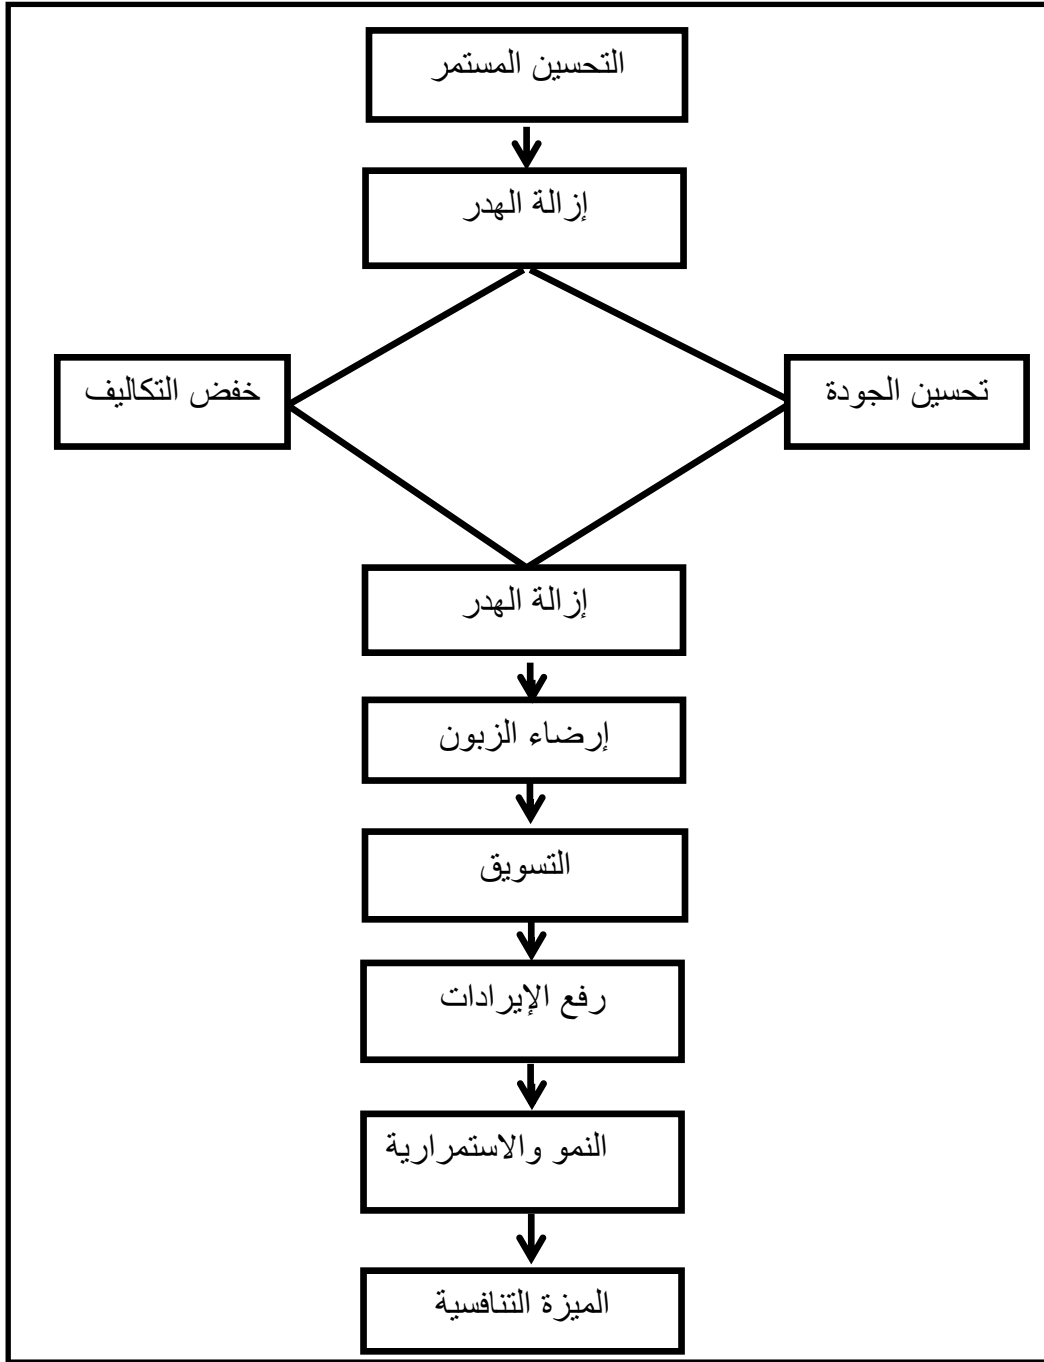 التحسين المستمر
إزالة الهدر
تحسين الجودة
خفض التكاليف
إزالة الهدر
إرضاء الزبون
التسويق
رفع الإيرادات
النمو والاستمرارية
الميزة التنافسية